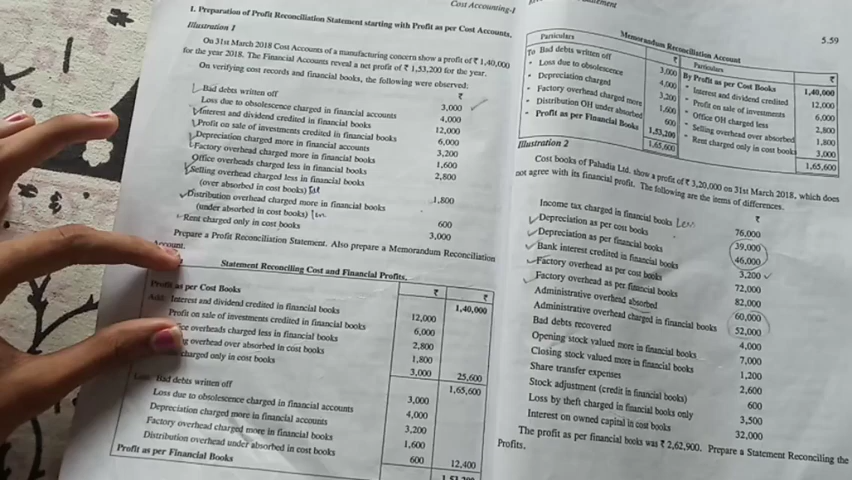 Cost Accounting-I
1. Preparation of Profit Reconciliation Statement starting with Profit as per Cost Accounts.
Illustration 1
On 31st March 2018 Cost Accounts of a manufacturing concern show a profit of ₹ 1,40,000
for the year 2018. The Financial Accounts reveal a net profit of ₹ 1,53,200 for the year.
On verifying cost records and financial books, the following were observed:
₹
Bad debts written off 3,000
Loss due to obsolescence charged in financial accounts 4,000
Interest and dividend credited in financial books 12,000
Profit on sale of investments credited in financial books 6,000
Depreciation charged more in financial accounts 3,200
Factory overhead charged more in financial books 1,600
Office overheads charged less in financial books 2,800
Selling overhead charged less in financial books
(over absorbed in cost books) 1,800
Distribution overhead charged more in financial books
(under absorbed in cost books) 600
Rent charged only in cost books 3,000
Prepare a Profit Reconciliation Statement. Also prepare a Memorandum Reconciliation
Account.
Statement Reconciling Cost and Financial Profits.
₹ ₹
Profit as per Cost Books 1,40,000
Add: Interest and dividend credited in financial books 12,000
Profit on sale of investments credited in financial books 6,000
overheads charged less in financial books 2,800
overhead over absorbed in cost books 1,800
charged only in cost books 3,000 25,600
1,65,600
Bad debts written off 3,000
Loss due to obsolescence charged in financial accounts 4,000
Depreciation charged more in financial accounts 3,200
Factory overhead charged more in financial books 1,600
Distribution overhead under absorbed in cost books 600 12,400
Profit as per Financial Books 1,53,200
5.59
Memorandum Reconciliation Account
Particulars ₹ Particulars ₹
To Bad debts written off 3,000 By Profit as per Cost Books 1,40,000
" Loss due to obsolescence 4,000 " Interest and dividend credited 12,000
" Depreciation charged 3,200 " Profit on sale of investments 6,000
" Factory overhead charged more 1,600 " Office OH charged less 2,800
" Distribution OH under absorbed 600 " Selling overhead over absorbed 1,800
" Profit as per Financial Books 1,53,200 " Rent charged only in cost books 3,000
1,65,600 1,65,600
Illustration 2
Cost books of Pahadia Ltd. show a profit of ₹ 3,20,000 on 31st March 2018, which does
not agree with its financial profit. The following are the items of differences.
₹
Income tax charged in financial books Less 76,000
Depreciation as per cost books 39,000
Depreciation as per financial books 46,000
Bank interest credited in financial books 3,200
Factory overhead as per cost books 72,000
Factory overhead as per financial books 82,000
Administrative overhead absorbed 60,000
Administrative overhead charged in financial books 52,000
Bad debts recovered 4,000
Opening stock valued more in financial books 7,000
Closing stock valued more in financial books 1,200
Share transfer expenses 2,600
Stock adjustment (credit in financial books) 600
Loss by theft charged in financial books only 3,500
Interest on owned capital in cost books 32,000
The profit as per financial books was ₹ 2,62,900. Prepare a Statement Reconciling the
Profits.